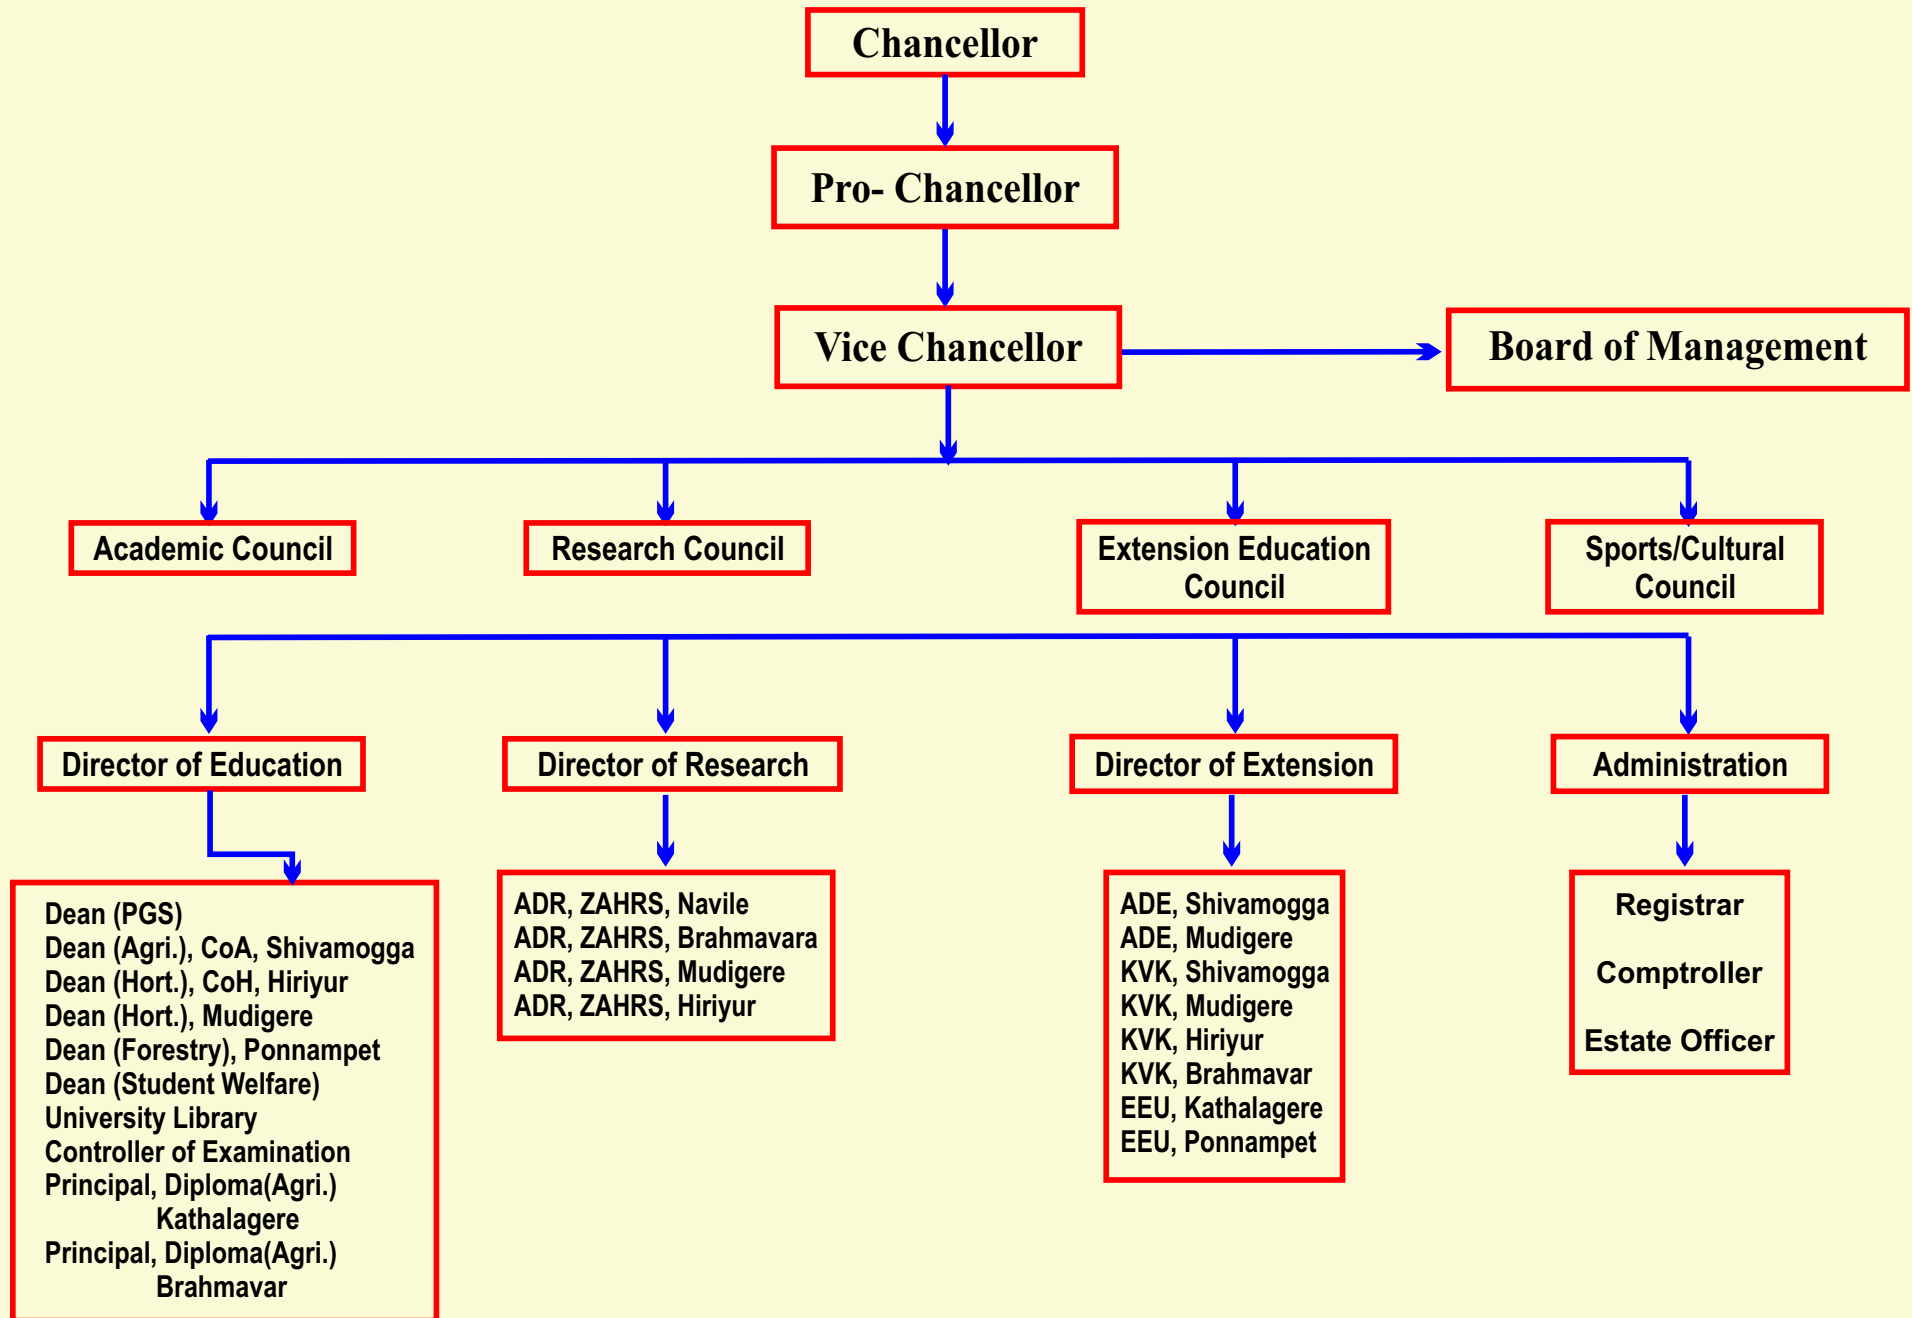 Chancellor
Pro- Chancellor
Vice Chancellor
Board of Management
Academic Council
Research Council
Extension Education
Council
Sports/Cultural
Council
Director of Education
Director of Research
Director of Extension
Administration
Dean (PGS)
Dean (Agri.), CoA, Shivamogga
Dean (Hort.), CoH, Hiriyur
Dean (Hort.), Mudigere
Dean (Forestry), Ponnampet
Dean (Student Welfare)
University Library
Controller of Examination
Principal, Diploma(Agri.)
Kathalagere
Principal, Diploma(Agri.)
Brahmavar
ADR, ZAHRS, Navile
ADR, ZAHRS, Brahmavara
ADR, ZAHRS, Mudigere
ADR, ZAHRS, Hiriyur
ADE, Shivamogga
ADE, Mudigere
KVK, Shivamogga
KVK, Mudigere
KVK, Hiriyur
KVK, Brahmavar
EEU, Kathalagere
EEU, Ponnampet
Registrar
Comptroller
Estate Officer